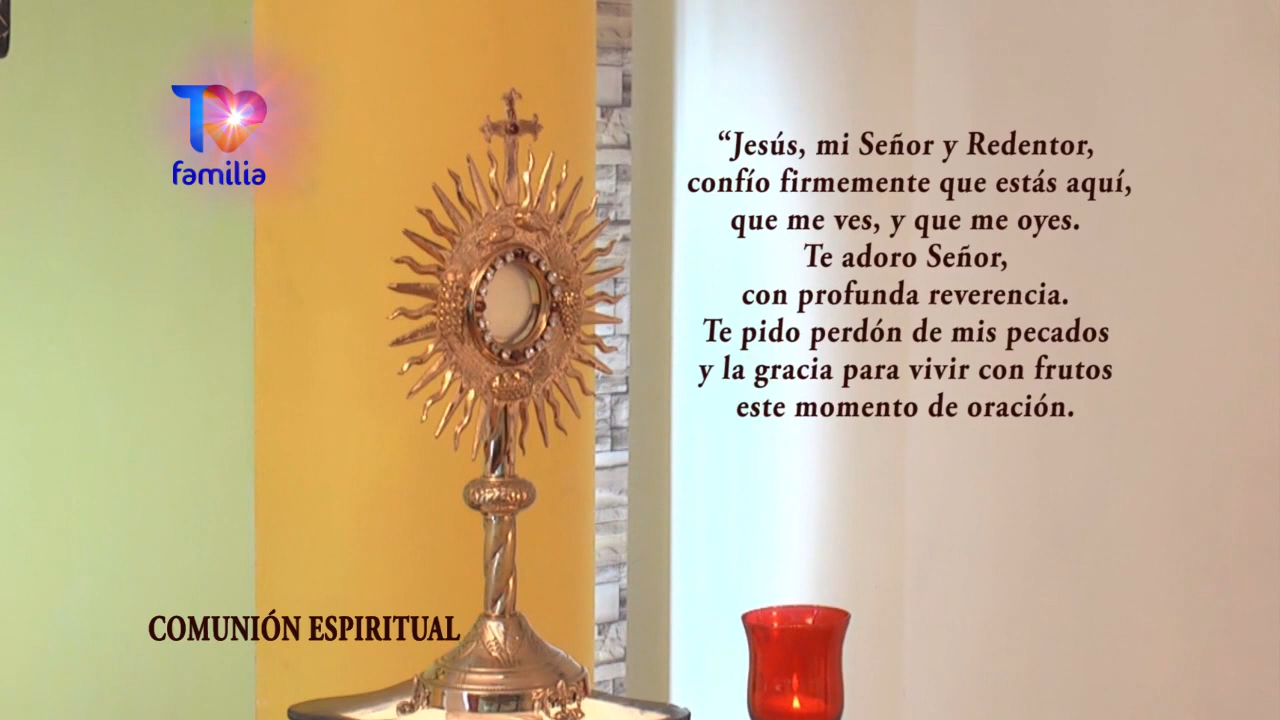 TV
familia
“Jesús, mi Señor y Redentor,
confío firmemente que estás aquí,
que me ves, y que me oyes.
Te adoro Señor,
con profunda reverencia.
Te pido perdón de mis pecados
y la gracia para vivir con frutos
este momento de oración.
COMUNIÓN ESPIRITUAL